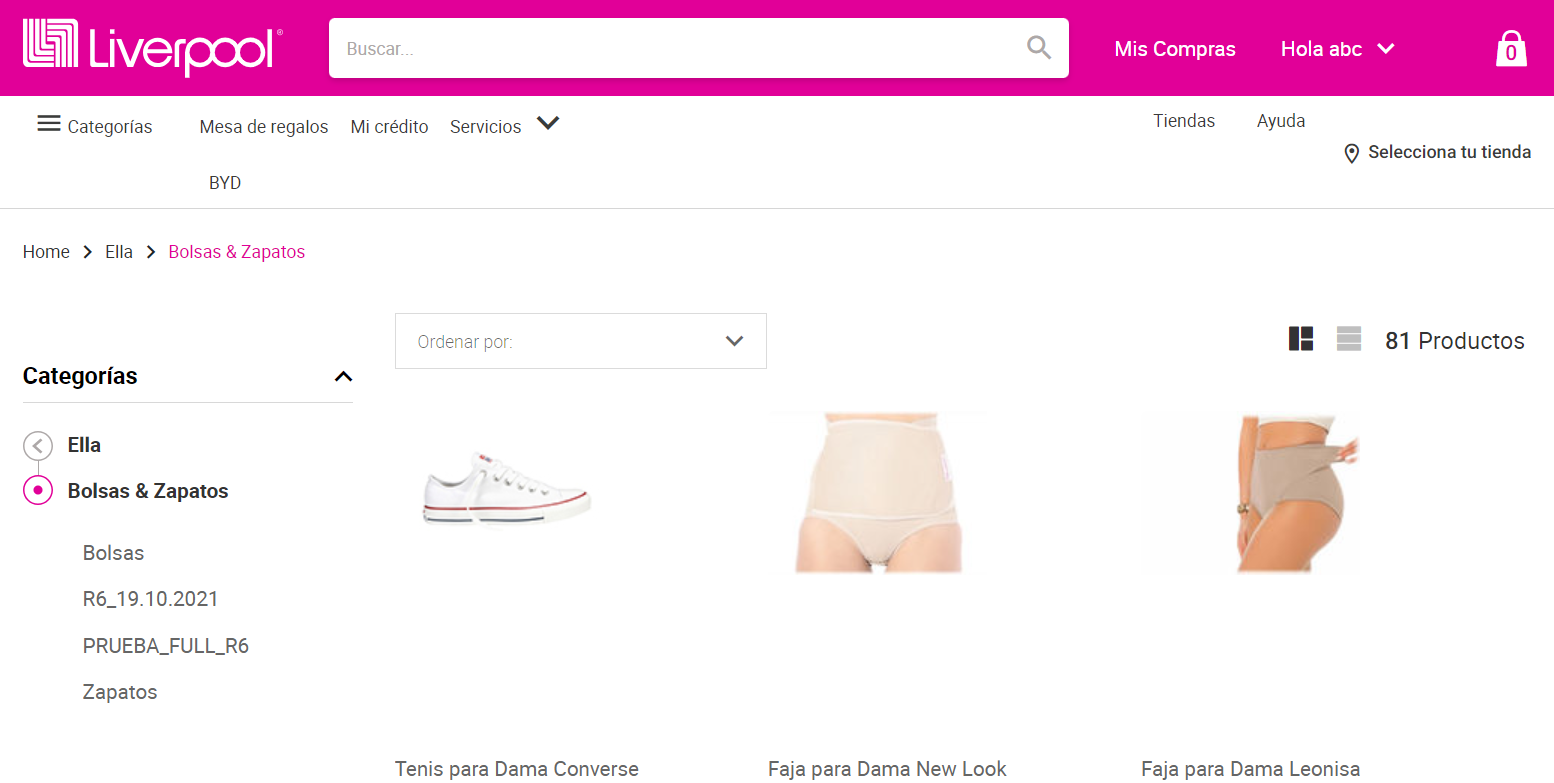 Liverpool®
Buscar...
Mis Compras
Hola abc
0
Categorías
Mesa de regalos
Mi crédito
Servicios
Tiendas
Ayuda
Selecciona tu tienda
BYD
Home
Ella
Bolsas & Zapatos
Ordenar por:
81 Productos
Categorías
Ella
Bolsas & Zapatos
Bolsas
R6_19.10.2021
PRUEBA_FULL_R6
Zapatos
Tenis para Dama Converse
Faja para Dama New Look
Faja para Dama Leonisa